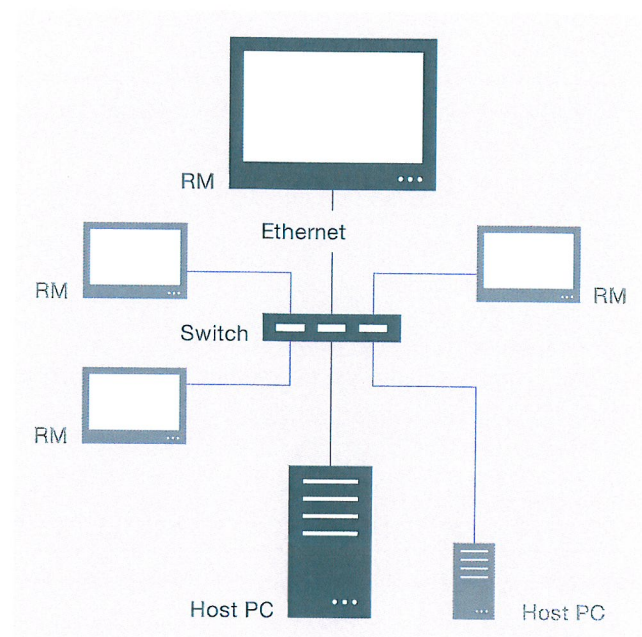 RM
Ethernet
RM
RM
Switch
RM
Host PC
Host PC